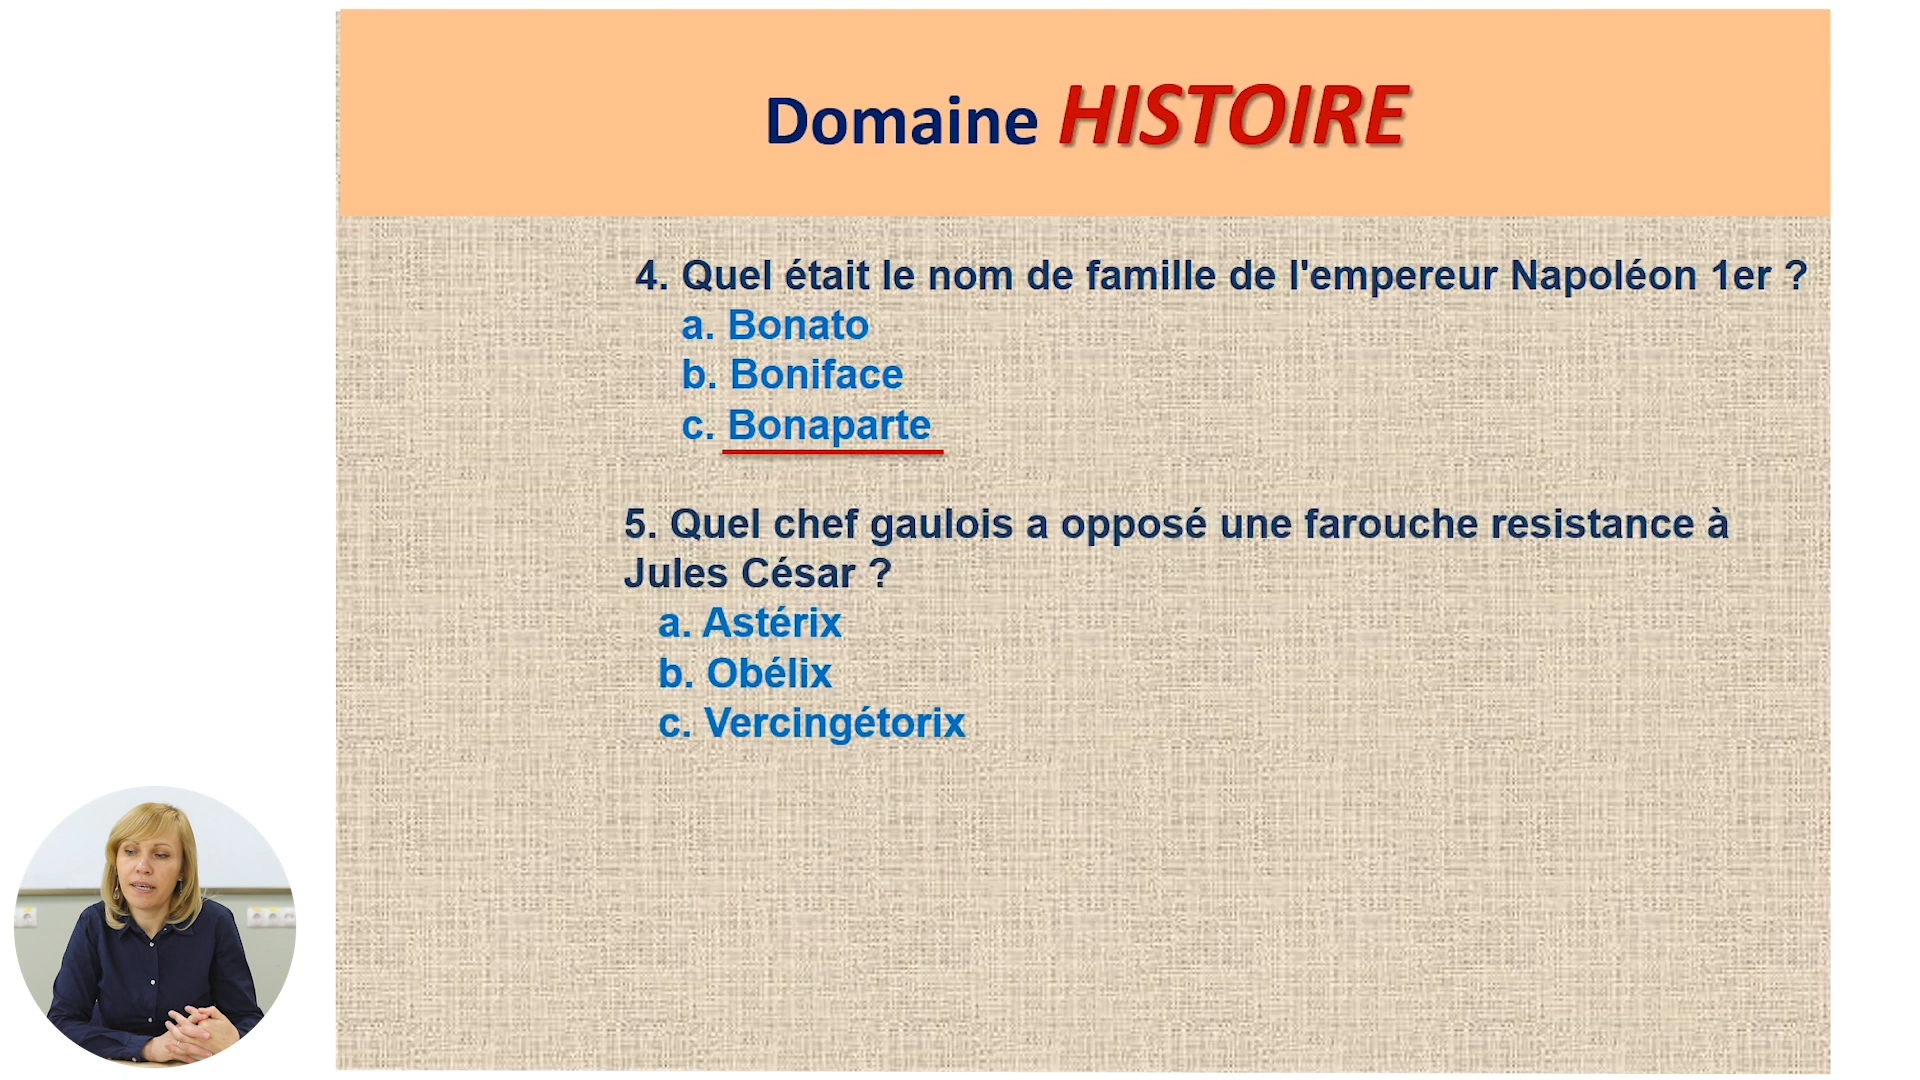 Domaine HISTOIRE
4. Quel était le nom de famille de l'empereur Napoléon 1er ?
a. Bonato
b. Boniface
c. Bonaparte
5. Quel chef gaulois a opposé une farouche resistance à
Jules César ?
a. Astérix
b. Obélix
c. Vercingétorix